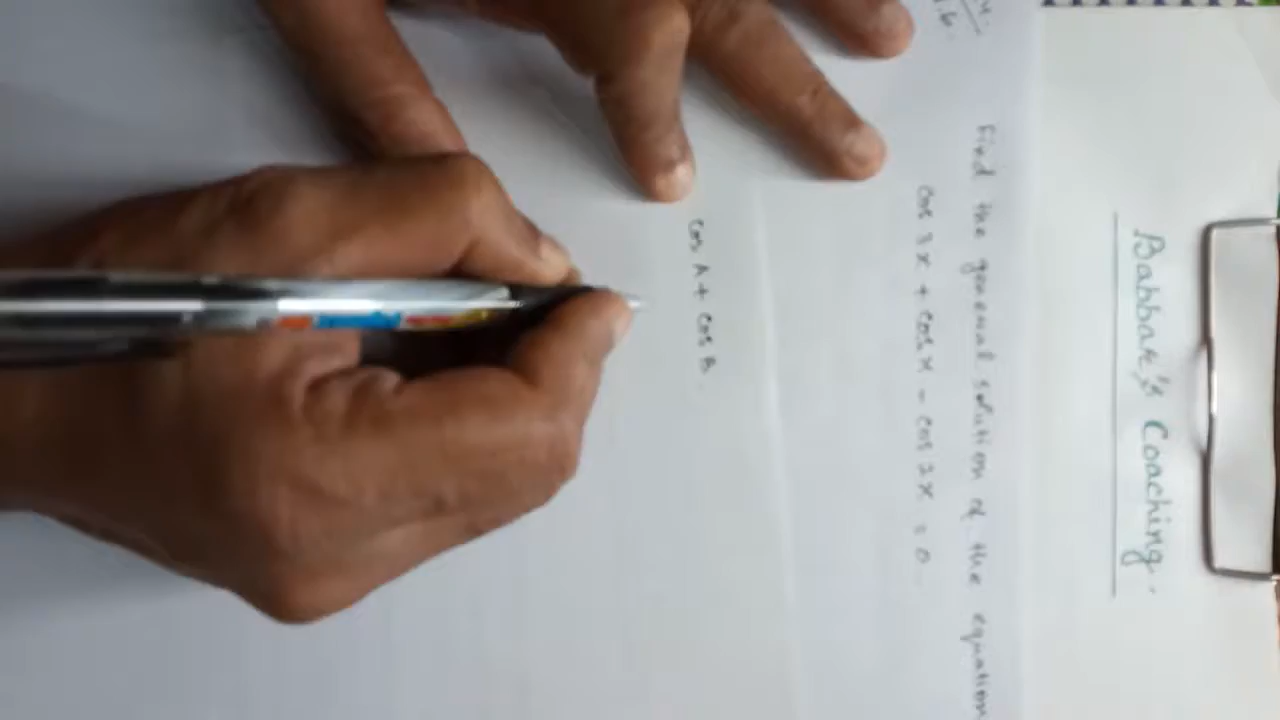 Babbar's Coaching.
Find the general solution of the equation
cos 3x + cos x - cos 2x = 0.
cos A + cos B.